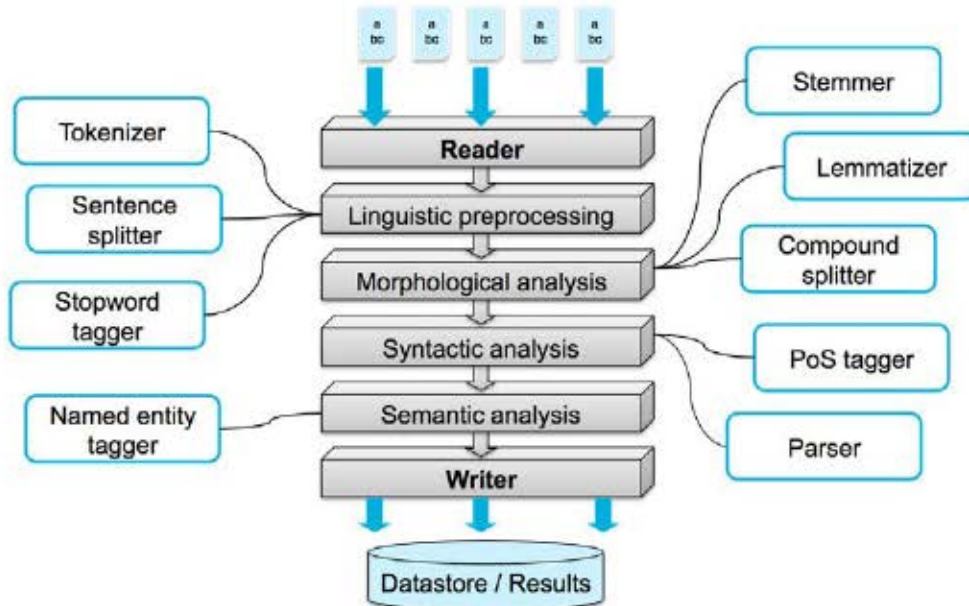 a
bc
a
bc
a
bc
a
bc
a
bc
Stemmer
Tokenizer
Reader
Lemmatizer
Sentence
splitter
Linguistic preprocessing
Compound
splitter
Morphological analysis
Stopword
tagger
Syntactic analysis
PoS tagger
Named entity
tagger
Semantic analysis
Parser
Writer
Datastore / Results